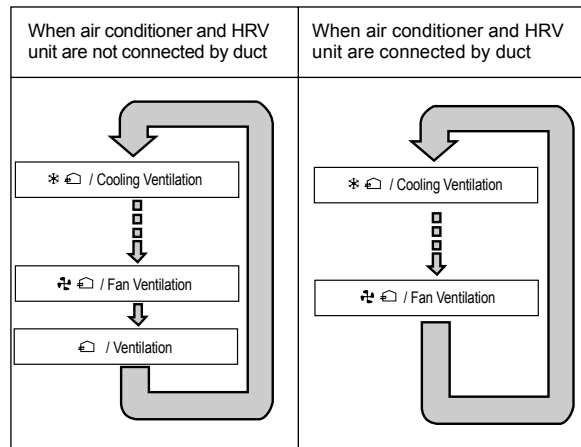 When air conditioner and HRV
unit are not connected by duct
/ Cooling Ventilation
/ Fan Ventilation
/ Ventilation
When air conditioner and HRV
unit are connected by duct
/ Cooling Ventilation
/ Fan Ventilation